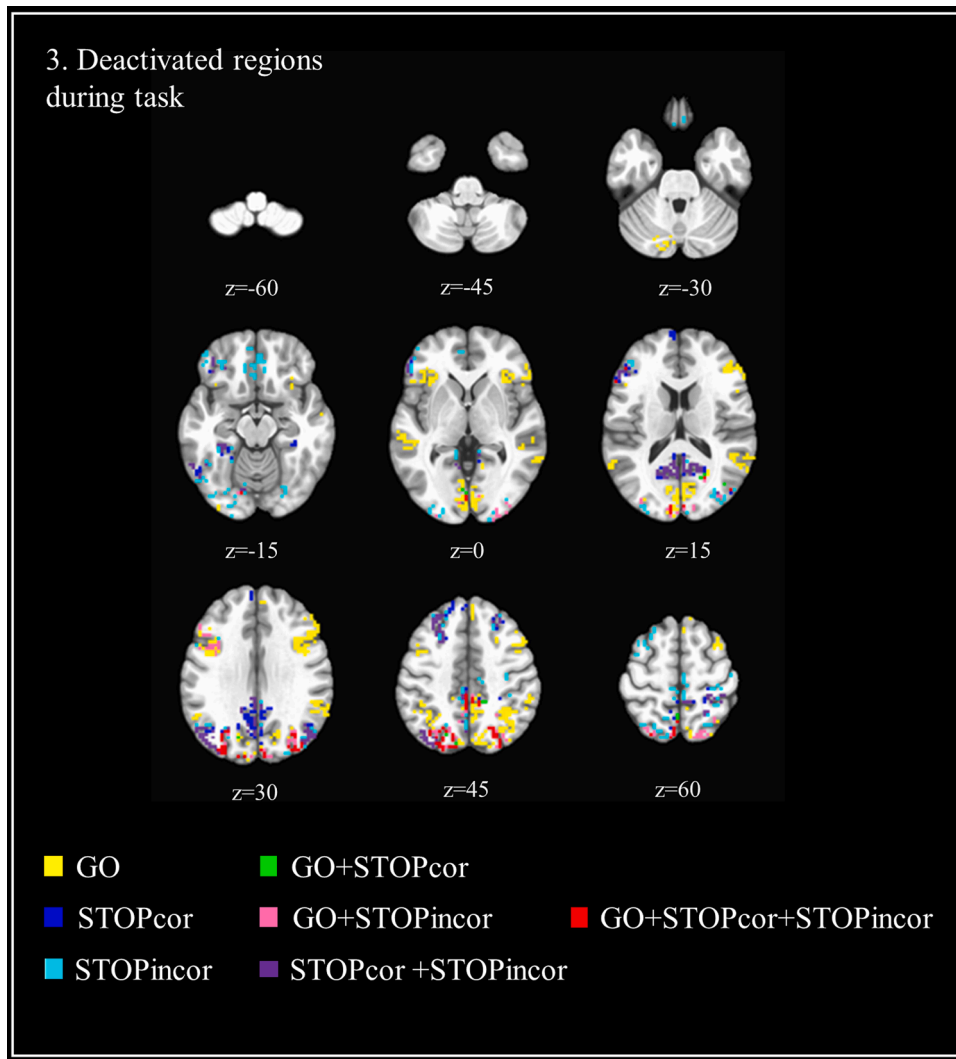 3. Deactivated regions
during task
z=-60
z=-45
z=-30
z=-15
z=0
z=15
z=30
z=45
z=60
GO
GO+STOPcor
STOPcor
GO+STOPincor
GO+STOPcor+STOPincor
STOPincor
STOPcor +STOPincor